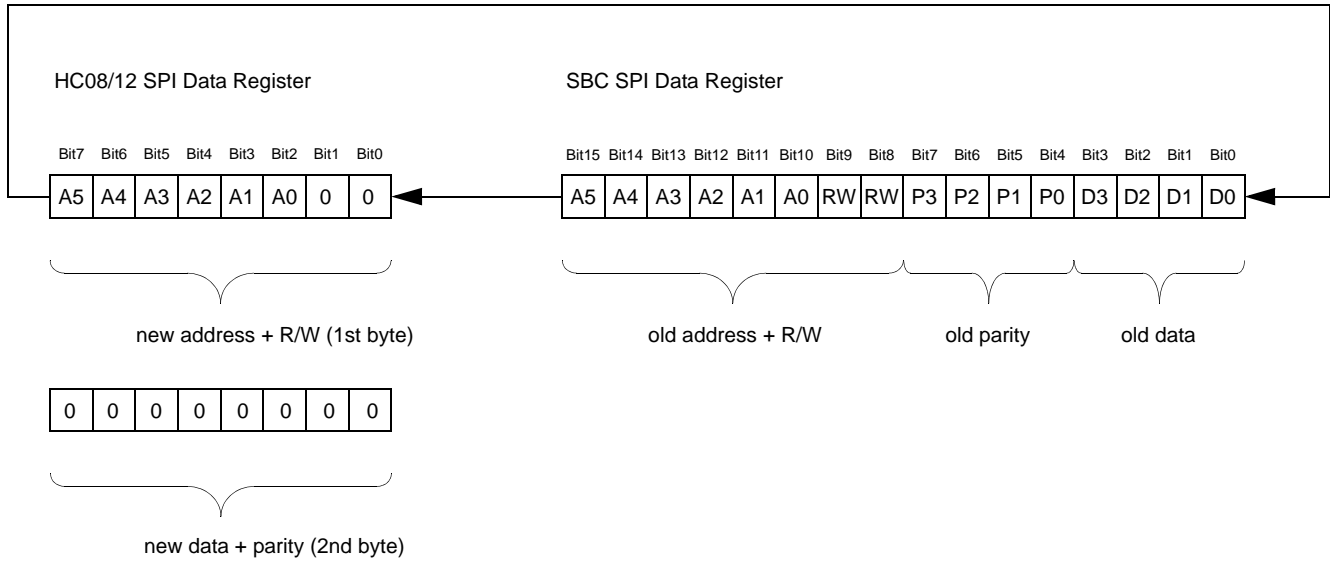 HC08/12 SPI Data Register SBC SPI Data Register
Bit7 Bit6 Bit5 Bit4 Bit3 Bit2 Bit1 Bit0 Bit15 Bit14 Bit13 Bit12 Bit11 Bit10 Bit9 Bit8 Bit7 Bit6 Bit5 Bit4 Bit3 Bit2 Bit1 Bit0
A5 A4 A3 A2 A1 A0 0 0 A5 A4 A3 A2 A1 A0 RW RW P3 P2 P1 P0 D3 D2 D1 D0
new address + R/W (1st byte) old address + R/W old parity old data
0 0 0 0 0 0 0 0
new data + parity (2nd byte)